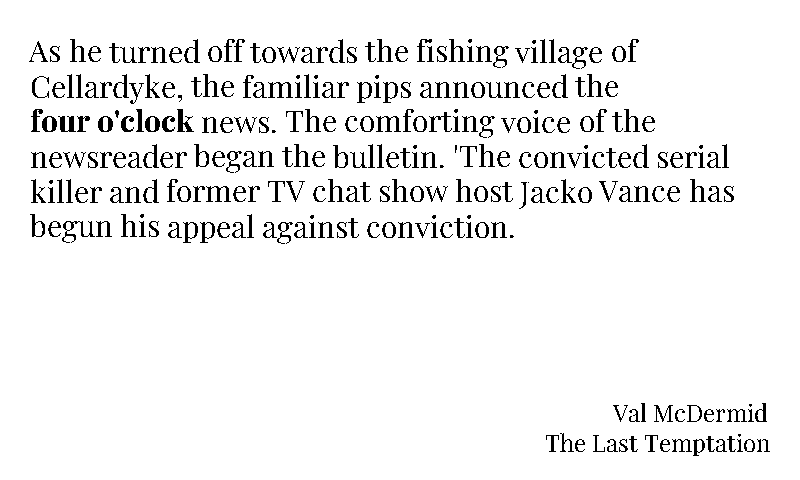 As he turned off towards the fishing village of
Cellardyke, the familiar pips announced the
four o'clock news. The comforting voice of the
newsreader began the bulletin. 'The convicted serial
killer and former TV chat show host Jacko Vance has
begun his appeal against conviction.
Val McDermid
The Last Temptation